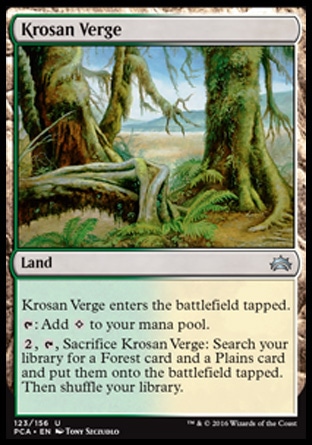 Krosan Verge
Land
Krosan Verge enters the battlefield tapped.
: Add to your mana pool.
2, , Sacrifice Krosan Verge: Search your
library for a Forest card and a Plains card
and put them onto the battlefield tapped.
Then shuffle your library.
123/156 U
PCA • EN Tony Szczudlo
™ & © 2016 Wizards of the Coast